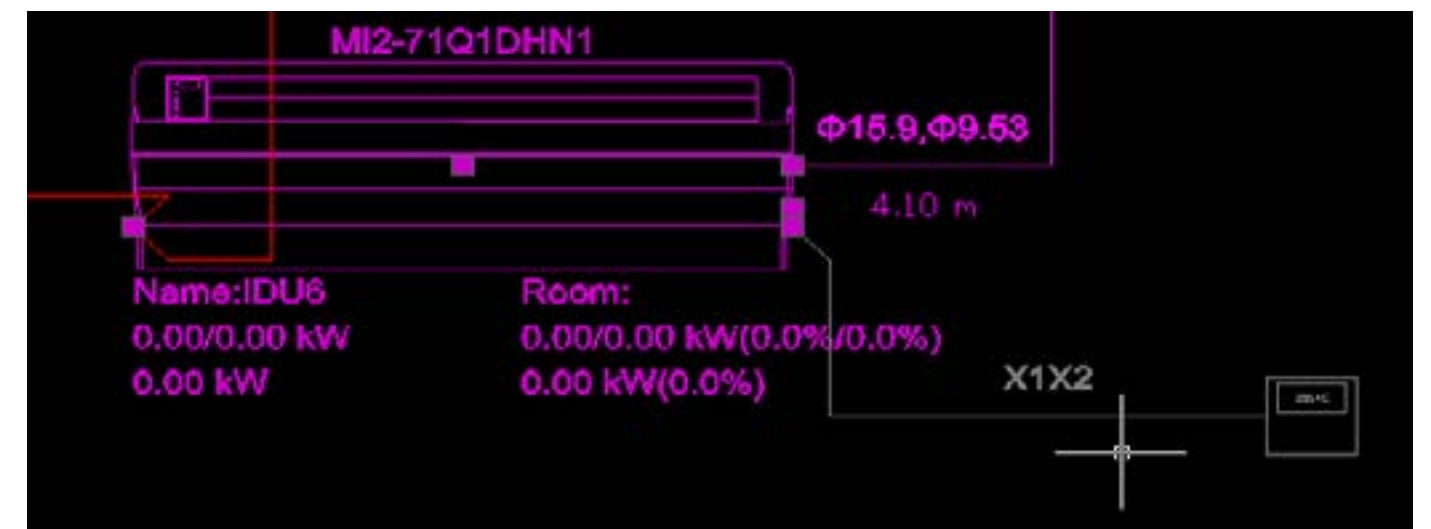 MI2-71Q1DHN1
Φ15.9,Φ9.53
4.10 m
Name:IDU6
Room:
0.00/0.00 kW
0.00/0.00 kW(0.0%/0.0%)
0.00 kW
0.00 kW(0.0%)
X1X2